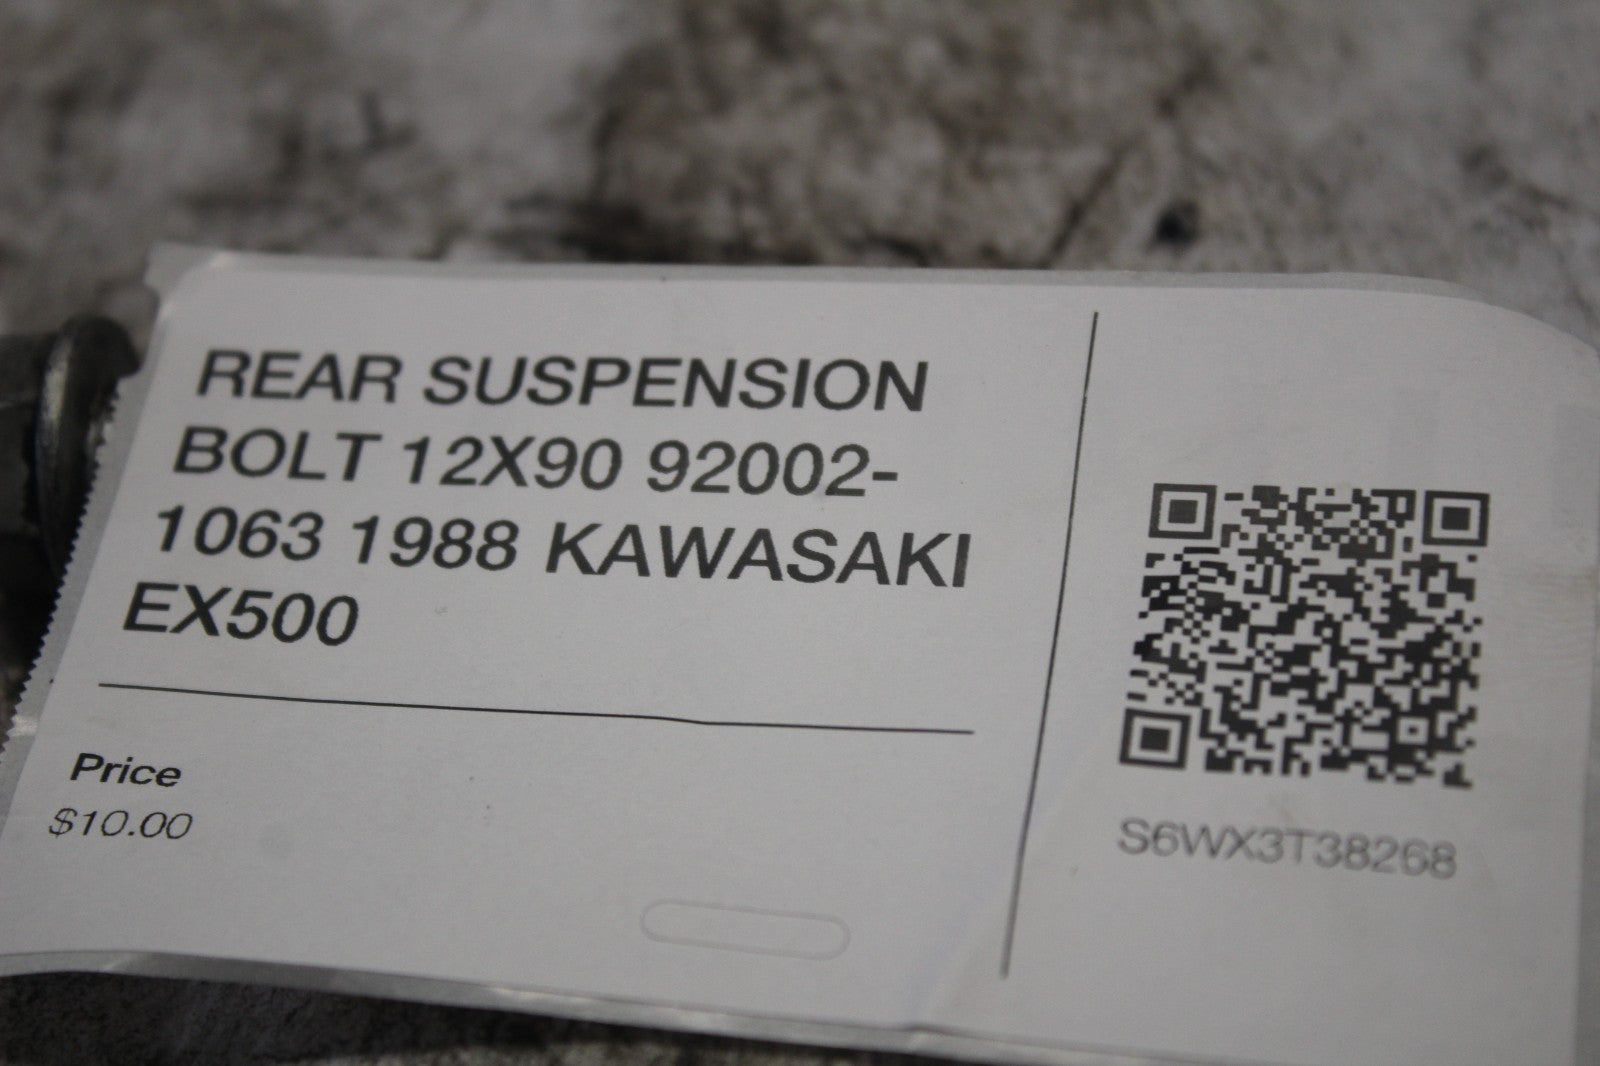 REAR SUSPENSION
BOLT 12X90 92002-
1063 1988 KAWASAKI
EX500
Price
$10.00
S6WX3T38268